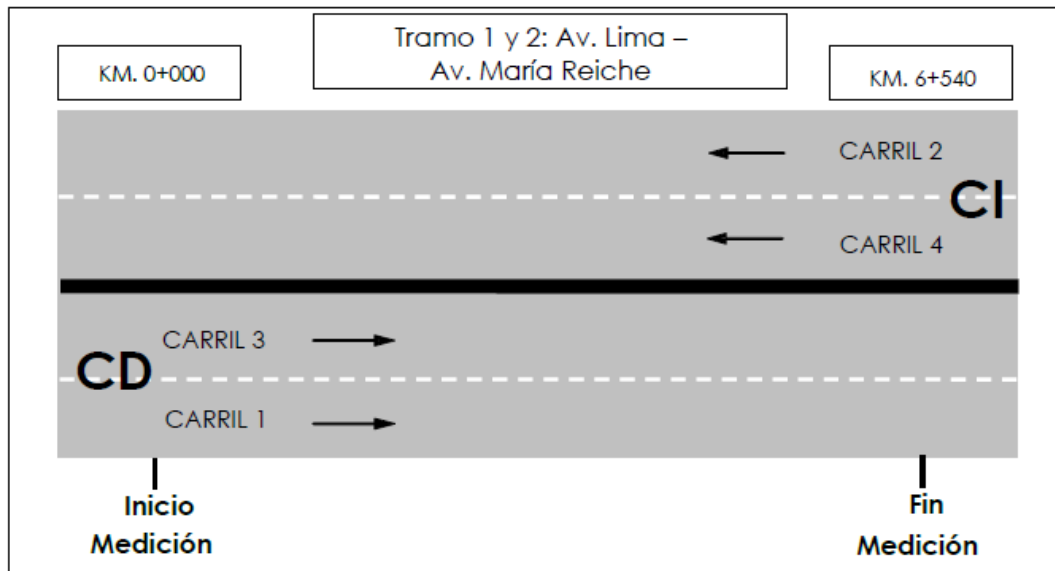 Tramo 1 y 2: Av. Lima –
Av. María Reiche
KM. 0+000
KM. 6+540
CARRIL 2
CI
CARRIL 4
CARRIL 3
CD
CARRIL 1
Inicio
Medición
Fin
Medición